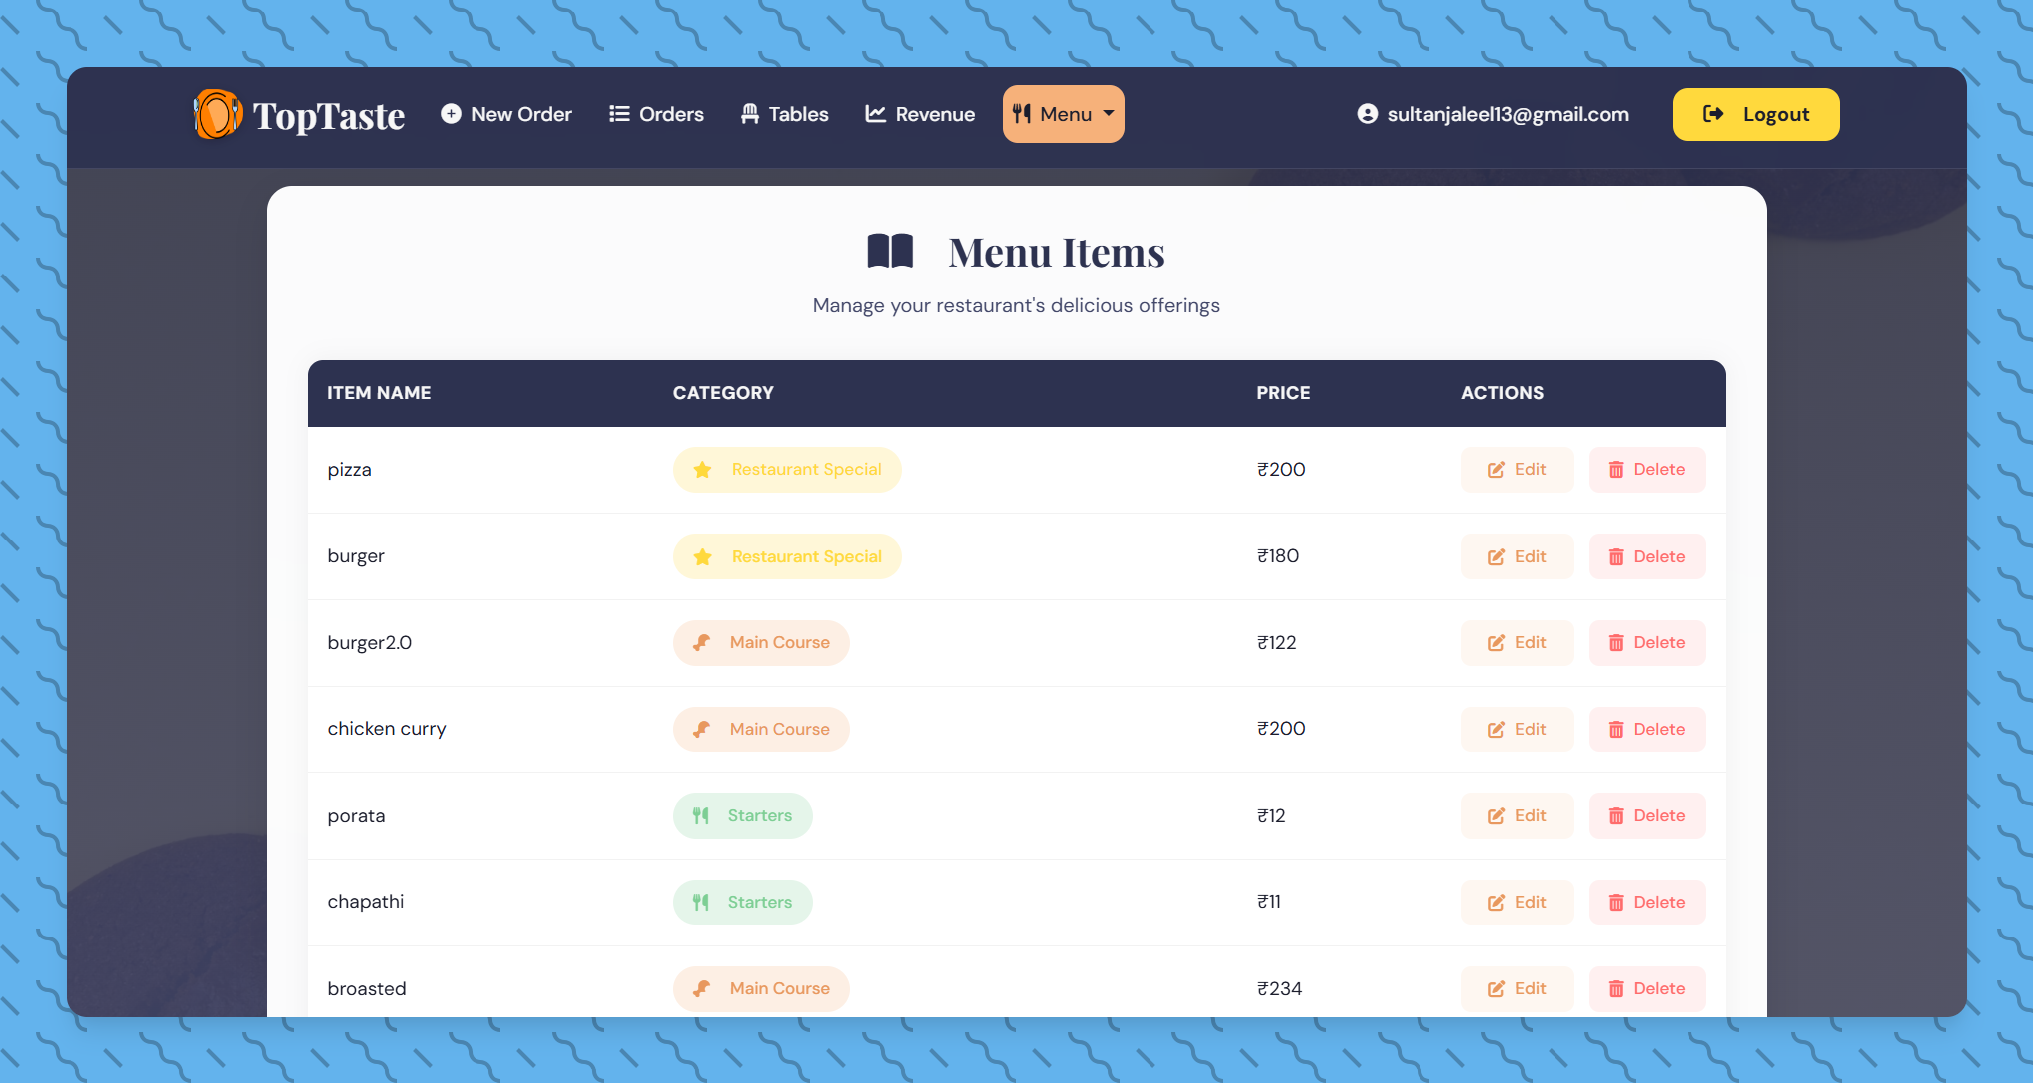 TopTaste New Order Orders Tables Revenue Menu sultanjaleel13@gmail.com Logout
Menu Items
Manage your restaurant's delicious offerings
ITEM NAME CATEGORY PRICE ACTIONS
pizza Restaurant Special ₹200 Edit Delete
burger Restaurant Special ₹180 Edit Delete
burger2.0 Main Course ₹122 Edit Delete
chicken curry Main Course ₹200 Edit Delete
porata Starters ₹12 Edit Delete
chapathi Starters ₹11 Edit Delete
broasted Main Course ₹234 Edit Delete